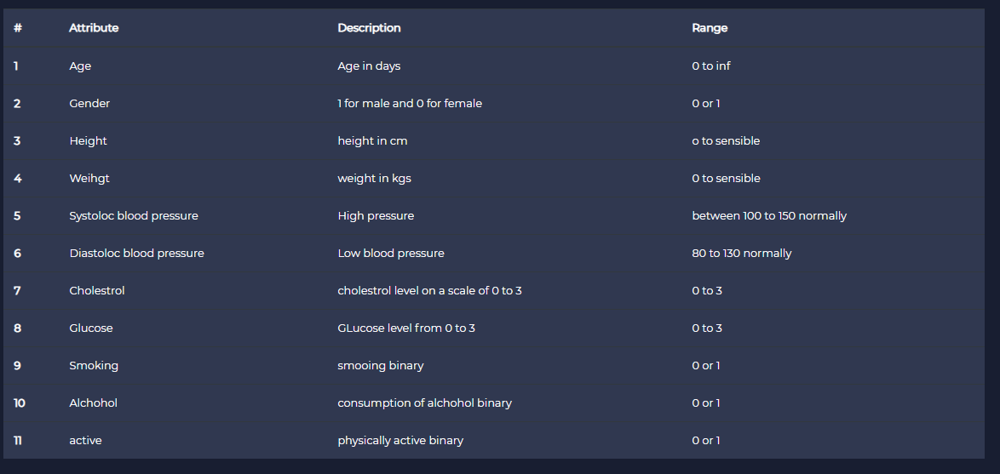 # Attribute Description Range
1 Age Age in days 0 to inf
2 Gender 1 for male and 0 for female 0 or 1
3 Height height in cm o to sensible
4 Weihgt weight in kgs 0 to sensible
5 Systoloc blood pressure High pressure between 100 to 150 normally
6 Diastoloc blood pressure Low blood pressure 80 to 130 normally
7 Cholestrol cholestrol level on a scale of 0 to 3 0 to 3
8 Glucose GLucose level from 0 to 3 0 to 3
9 Smoking smooing binary 0 or 1
10 Alchohol consumption of alchohol binary 0 or 1
11 active physically active binary 0 or 1